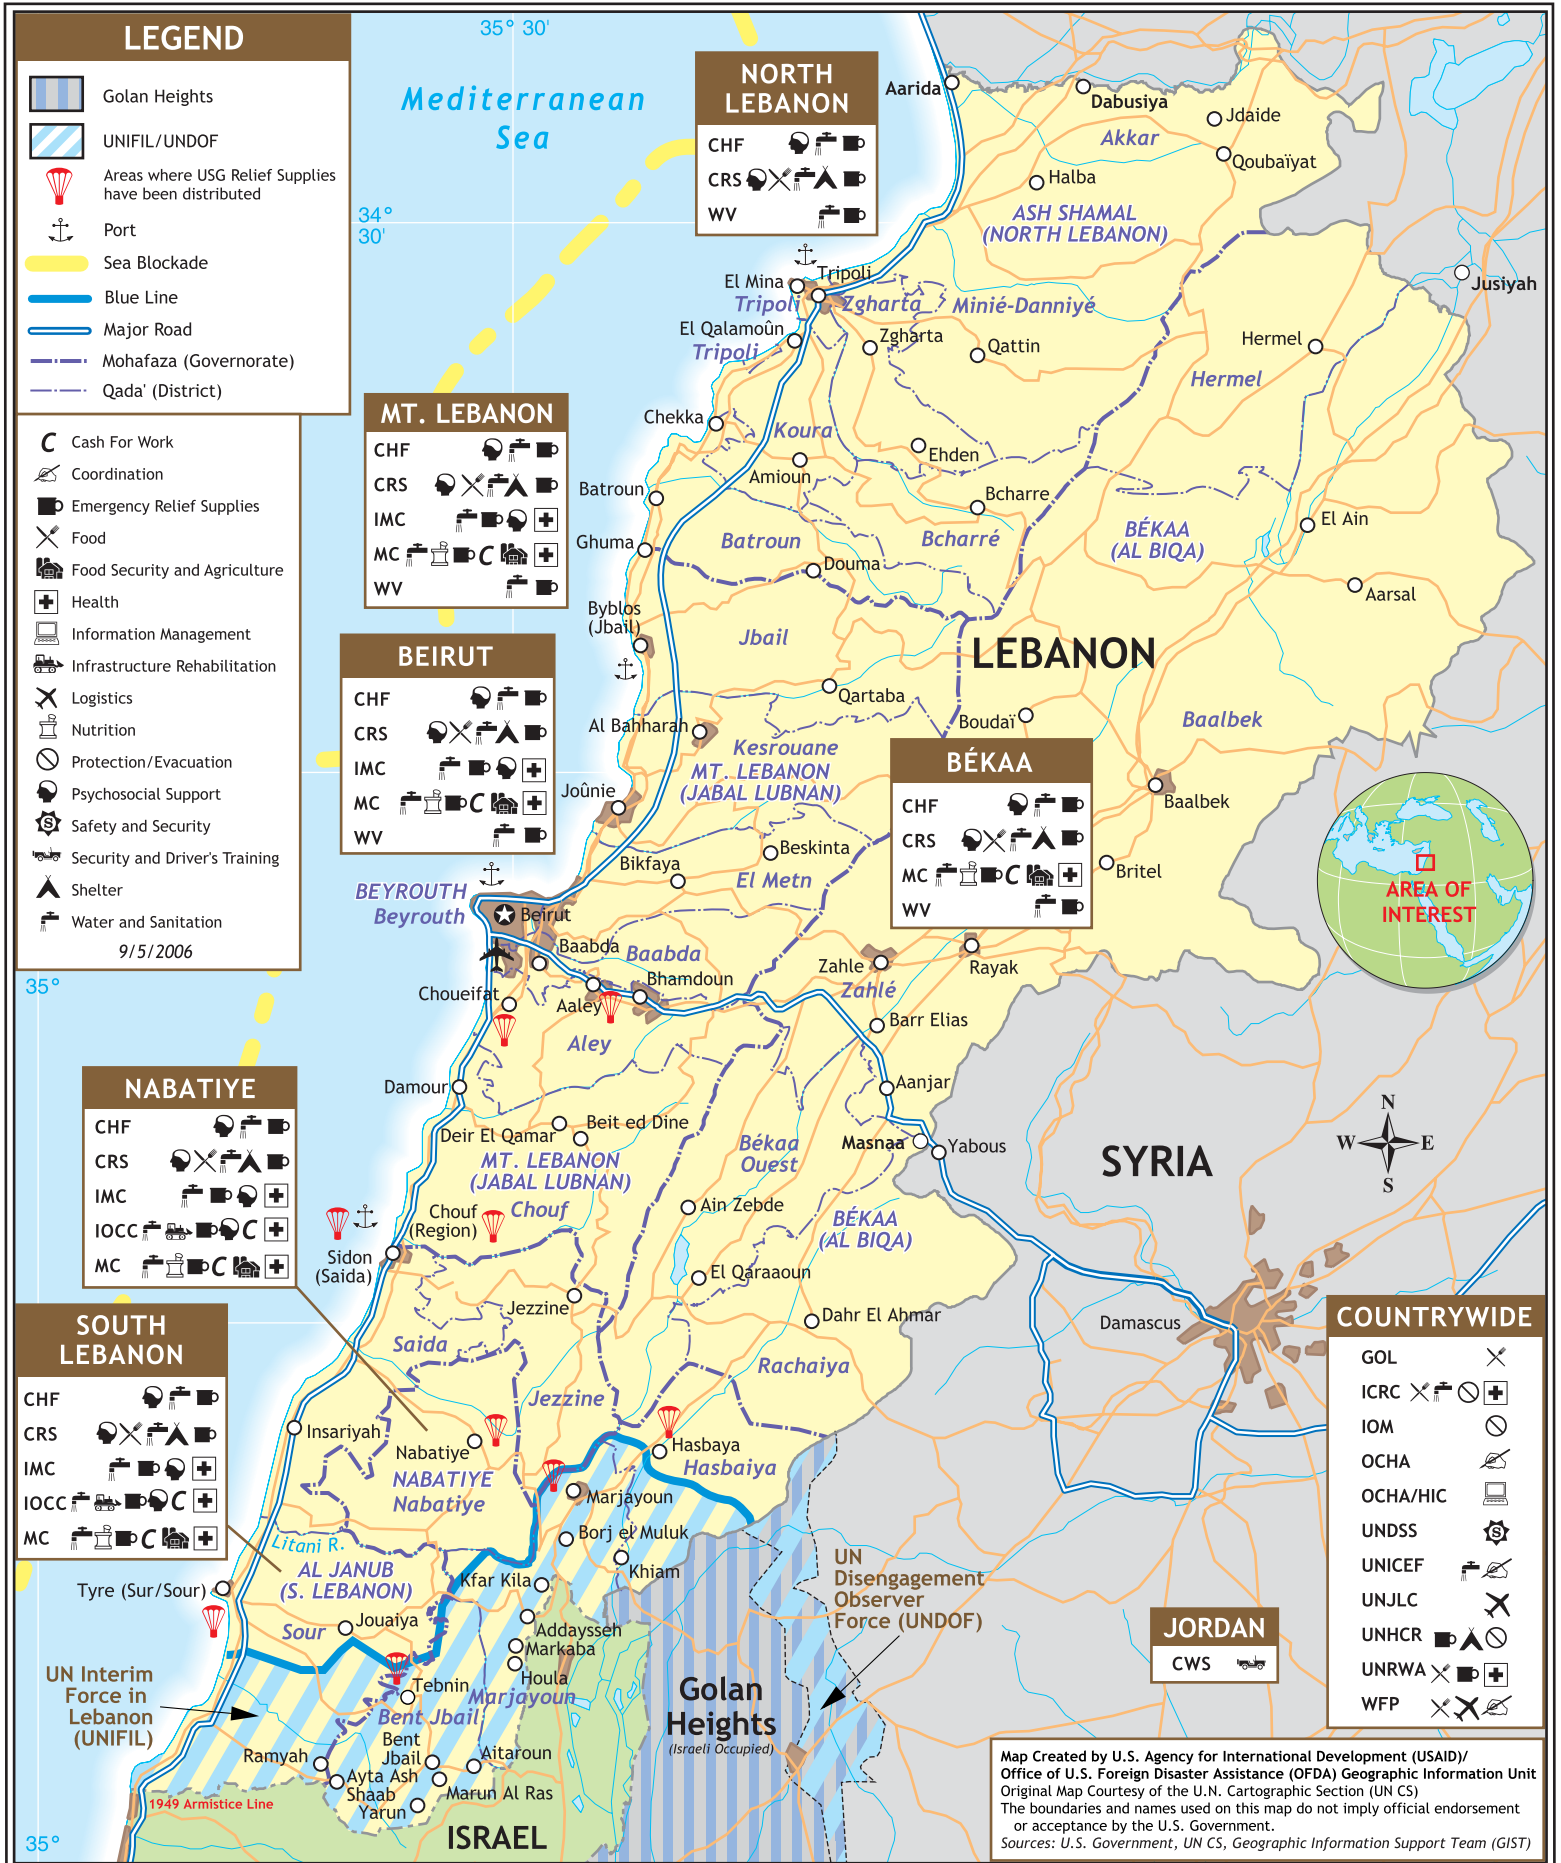 LEGEND
Golan Heights
UNIFIL/UNDOF
Areas where USG Relief Supplies
have been distributed
Port
Sea Blockade
Blue Line
Major Road
Mohafaza (Governorate)
Qada' (District)
C Cash For Work
Coordination
Emergency Relief Supplies
Food
Food Security and Agriculture
Health
Information Management
Infrastructure Rehabilitation
Logistics
Nutrition
Protection/Evacuation
Psychosocial Support
S Safety and Security
Security and Driver's Training
Shelter
Water and Sanitation
9/5/2006
35° 30'
Mediterranean
Sea
34°
30'
35°
35°
NORTH
LEBANON
CHF
CRS
WV
MT. LEBANON
CHF
CRS
IMC
MC C
WV
BEIRUT
CHF
CRS
IMC
MC C
WV
BÉKAA
CHF
CRS
MC C
WV
NABATIYE
CHF
CRS
IMC
IOCC C
MC C
SOUTH
LEBANON
CHF
CRS
IMC
IOCC C
MC C
COUNTRYWIDE
GOL
ICRC
IOM
OCHA
OCHA/HIC
UNDSS S
UNICEF
UNJLC
UNHCR
UNRWA
WFP
JORDAN
CWS
Aarida
Dabusiya
Jdaide
Akkar
Qoubaïyat
Halba
ASH SHAMAL
(NORTH LEBANON)
Jusiyah
El Mina
Tripoli
Tripoli
Zgharta
Minié-Danniyé
El Qalamoûn
Tripoli
Zgharta
Qattin
Hermel
Hermel
Chekka
Koura
Ehden
Amioun
Batroun
Bcharre
El Ain
Ghuma
Batroun
Bcharré
BÉKAA
(AL BIQA)
Douma
Aarsal
Byblos
(Jbail)
Jbail
LEBANON
Qartaba
Boudaï
Baalbek
Al Bahharah
Kesrouane
MT. LEBANON
(JABAL LUBNAN)
Joûnie
Baalbek
Beskinta
Bikfaya
El Metn
Britel
AREA OF
INTEREST
BEYROUTH
Beyrouth
Beirut
Baabda
Baabda
Bhamdoun
Zahle
Rayak
Zahlé
Choueifat
Aaley
Barr Elias
Aley
Damour
Aanjar
Deir El Qamar
Beit ed Dine
Masnaa
Yabous
MT. LEBANON
(JABAL LUBNAN)
Békaa
Ouest
SYRIA
N
W
E
S
Chouf
(Region)
Chouf
Ain Zebde
BÉKAA
(AL BIQA)
Sidon
(Saida)
El Qaraaoun
Jezzine
Dahr El Ahmar
Damascus
Saida
Rachaiya
Jezzine
Insariyah
Nabatiye
Hasbaya
Hasbaiya
NABATIYE
Nabatiye
Marjayoun
Litani R.
Borj el Muluk
AL JANUB
(S. LEBANON)
Kfar Kila
Khiam
UN
Disengagement
Observer
Force (UNDOF)
Tyre (Sur/Sour)
Jouaiya
Sour
Addaysseh
Markaba
Houla
UN Interim
Force in
Lebanon
(UNIFIL)
Tebnin
Marjayoun
Bent Jbail
Golan
Heights
(Israeli Occupied)
Ramyah
Bent
Jbail
Aitaroun
Ayta Ash
Shaab
Marun Al Ras
Yarun
1949 Armistice Line
ISRAEL
Map Created by U.S. Agency for International Development (USAID)/
Office of U.S. Foreign Disaster Assistance (OFDA) Geographic Information Unit
Original Map Courtesy of the U.N. Cartographic Section (UN CS)
The boundaries and names used on this map do not imply official endorsement
or acceptance by the U.S. Government.
Sources: U.S. Government, UN CS, Geographic Information Support Team (GIST)